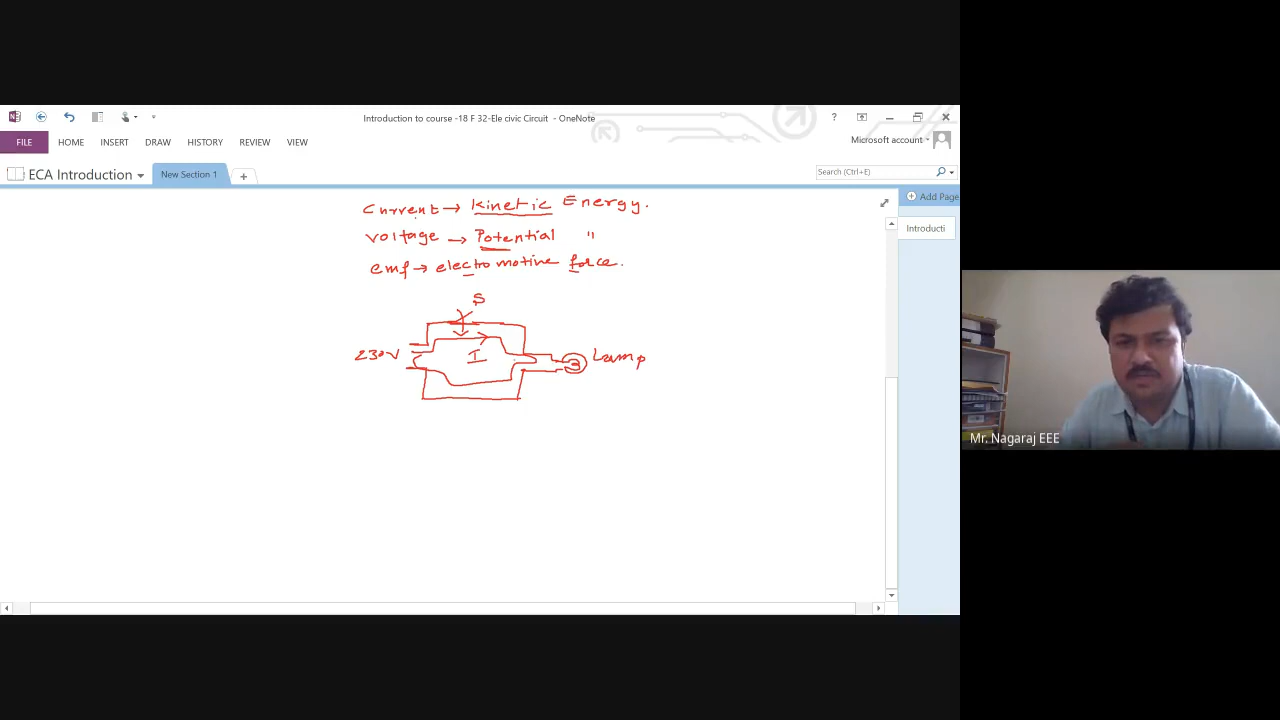 Introduction to course -18 F 32-Ele civic Circuit - OneNote
?
FILE HOME INSERT DRAW HISTORY REVIEW VIEW
Microsoft account
ECA Introduction
New Section 1
Search (Ctrl+E)
Add Page
Introducti
Current → Kinetic Energy.
Voltage → Potential "
emf → electro motive force.
S
230V
I
Lamp
Mr. Nagaraj EEE